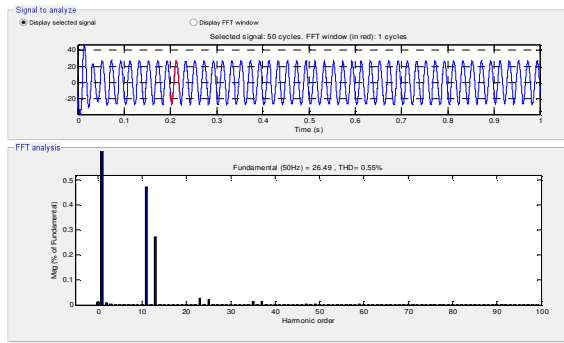 Signal to analyze
Display selected signal Display FFT window
Selected signal: 50 cycles. FFT window (in red): 1 cycles
40
20
0
-20
0 0.1 0.2 0.3 0.4 0.5 0.6 0.7 0.8 0.9 1
Time (s)
FFT analysis
Fundamental (50Hz) = 26.49 , THD= 0.55%
0.5
0.4
0.3
0.2
0.1
0
Mag (% of Fundamental)
0 10 20 30 40 50 60 70 80 90 100
Harmonic order